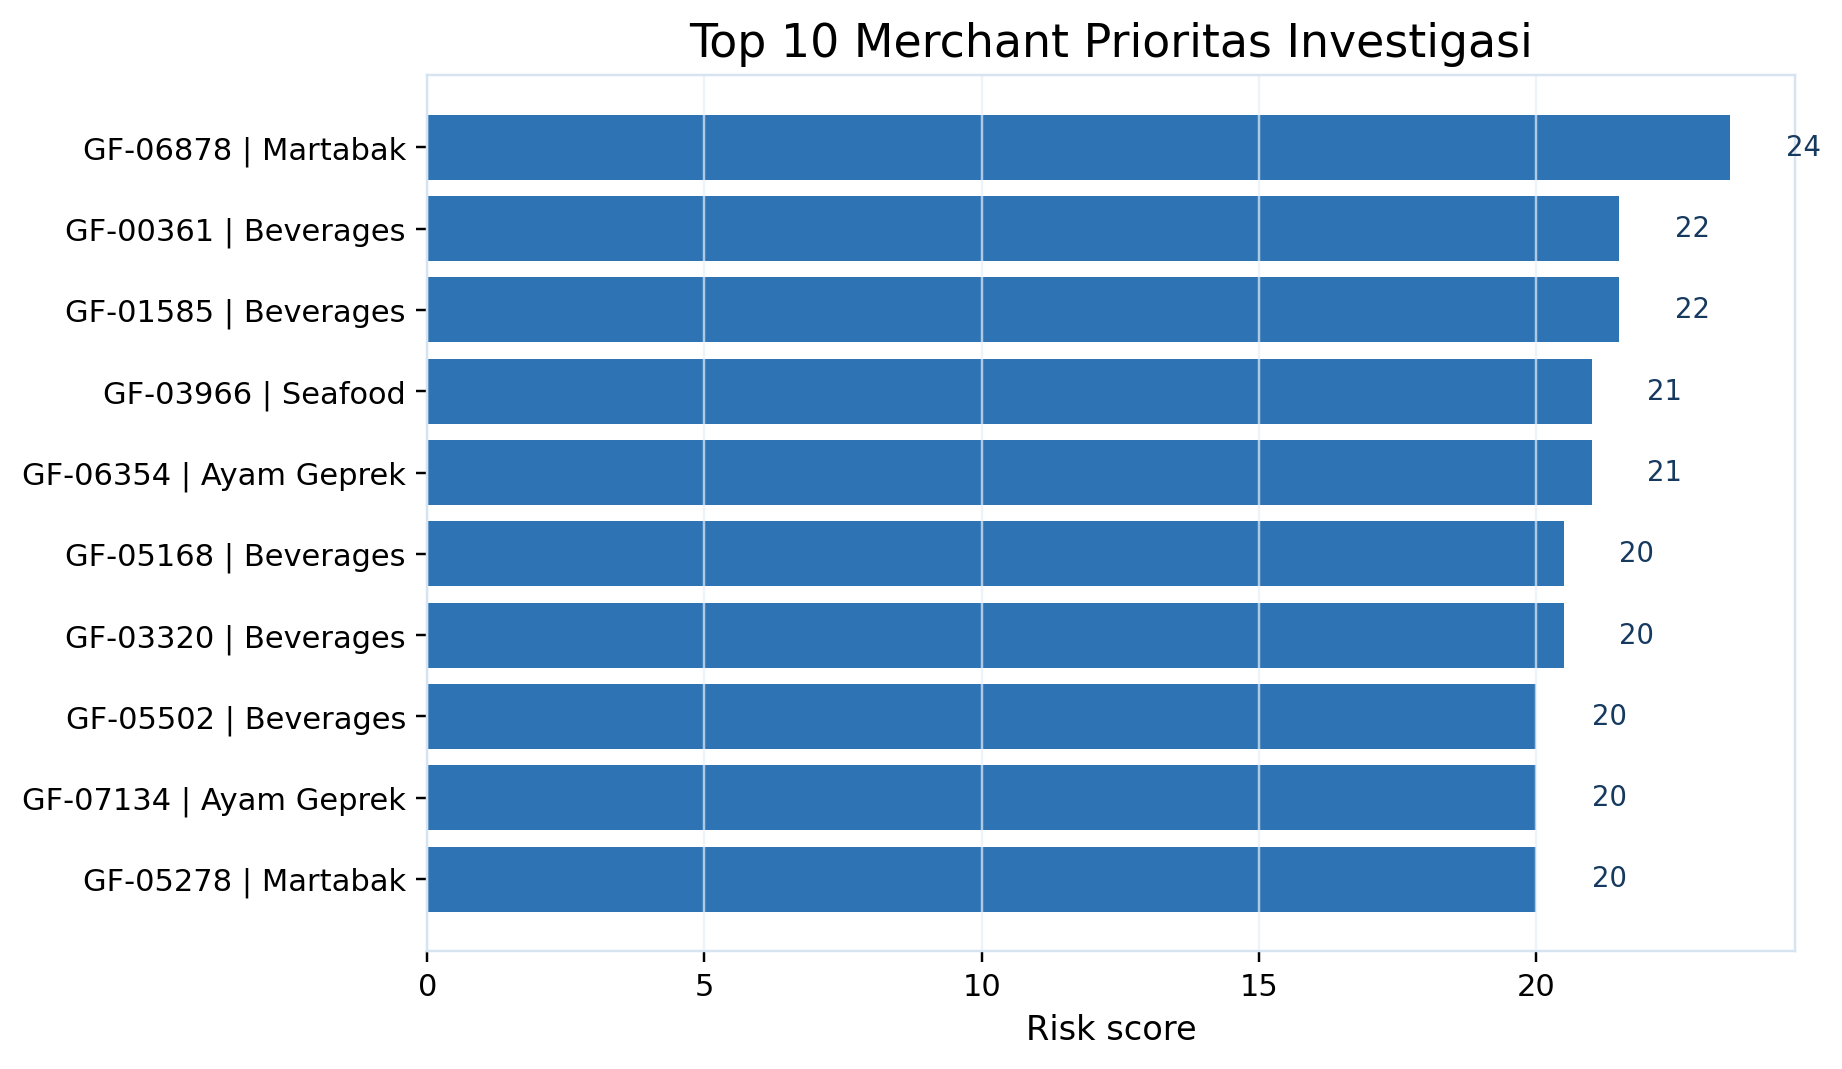 Top 10 Merchant Prioritas Investigasi
GF-06878 | Martabak 24
GF-00361 | Beverages 22
GF-01585 | Beverages 22
GF-03966 | Seafood 21
GF-06354 | Ayam Geprek 21
GF-05168 | Beverages 20
GF-03320 | Beverages 20
GF-05502 | Beverages 20
GF-07134 | Ayam Geprek 20
GF-05278 | Martabak 20
0 5 10 15 20
Risk score